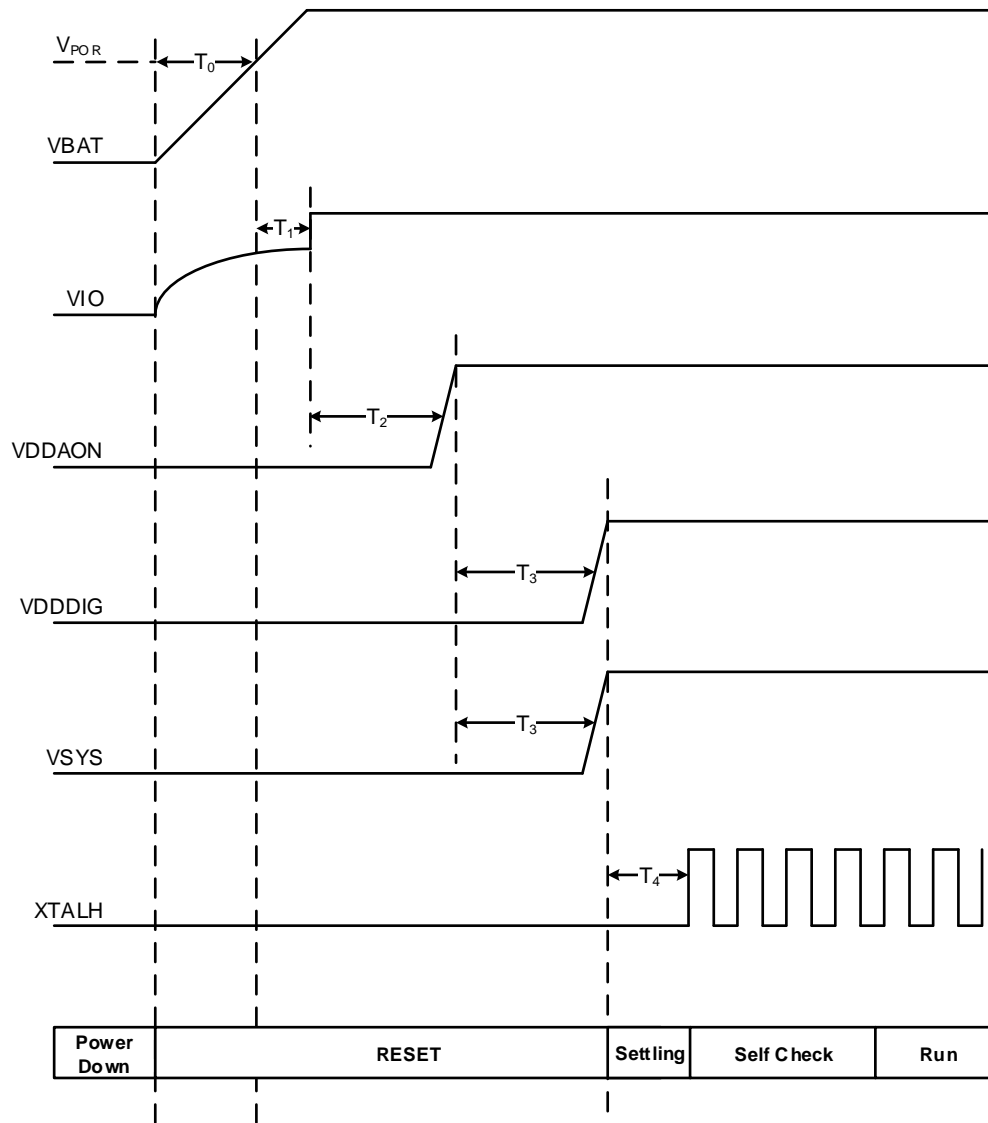 VPOR
T0
VBAT
T1
VIO
T2
VDDAON
T3
VDDDIG
T3
VSYS
T4
XTALH
Power
Down
RESET
Settling
Self Check
Run